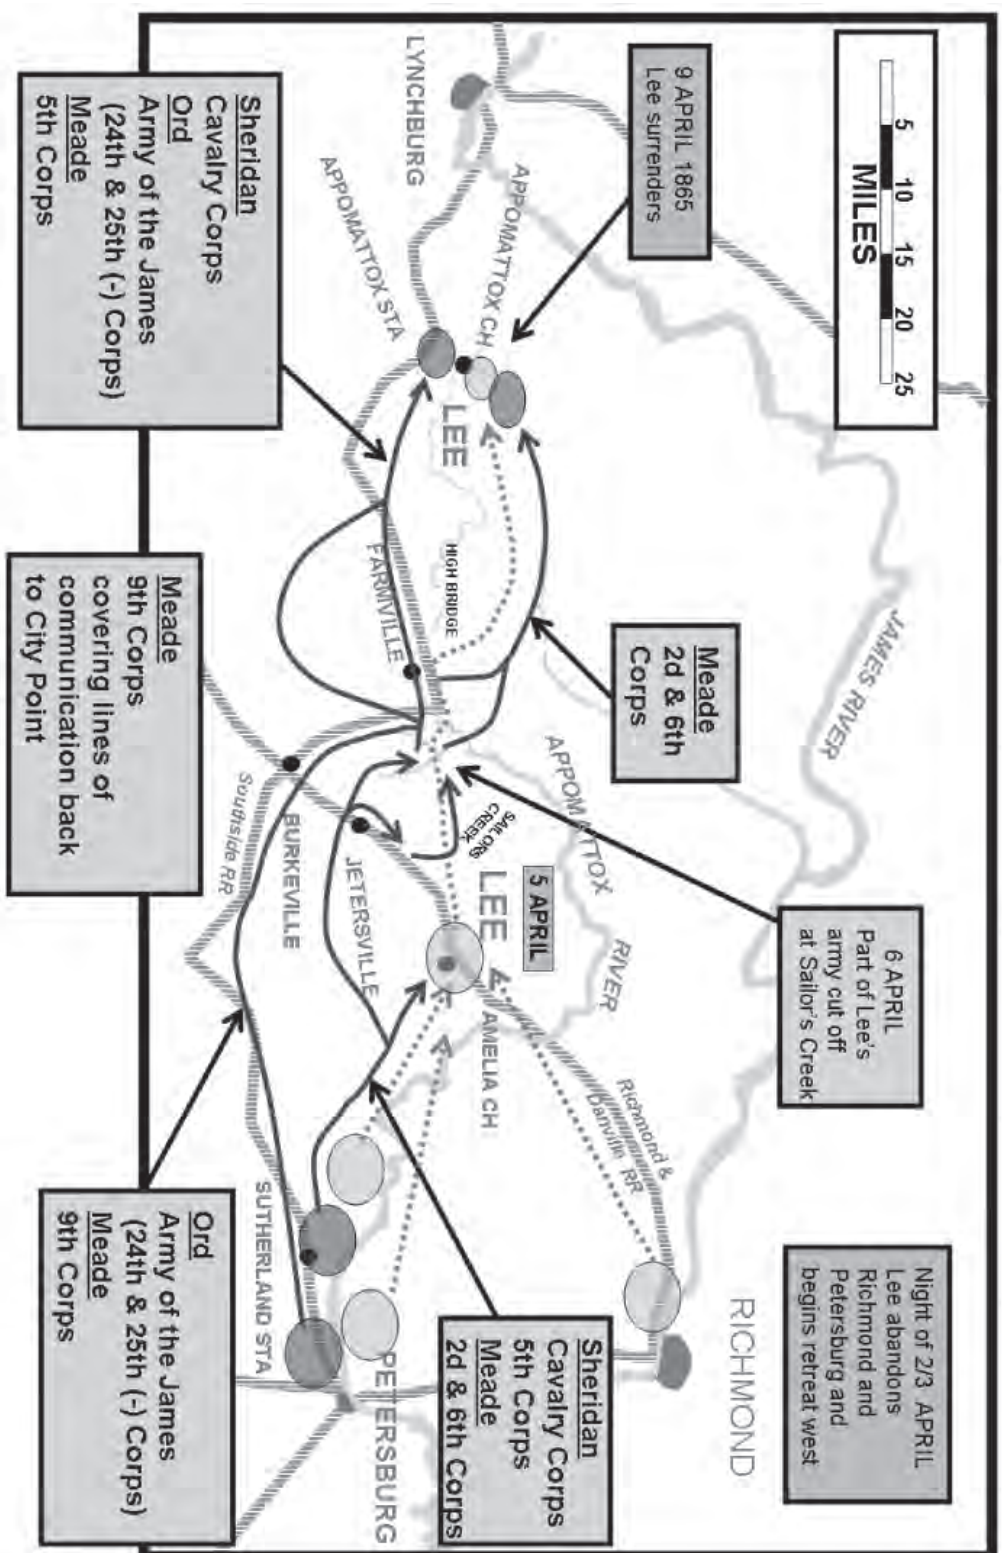 5 10 15 20 25
MILES
9 APRIL 1865
Lee surrenders
6 APRIL
Part of Lee's
army cut off
at Sailor's Creek
Night of 2/3 APRIL
Lee abandons
Richmond and
Petersburg and
begins retreat west
JAMES RIVER
Meade
2d & 6th
Corps
RICHMOND
APPOMATTOX
RIVER
Richmond &
Danville RR
5 APRIL
LEE
AMELIA CH
SAILORS
CREEK
HIGH BRIDGE
APPOMATTOX CH
LEE
LYNCHBURG
APPOMATTOX STA
FARMVILLE
JETERSVILLE
BURKEVILLE
Southside RR
SUTHERLAND STA
PETERSBURG
Sheridan
Cavalry Corps
5th Corps
Meade
2d & 6th Corps
Sheridan
Cavalry Corps
Ord
Army of the James
(24th & 25th (-) Corps)
Meade
5th Corps
Meade
9th Corps
covering lines of
communication back
to City Point
Ord
Army of the James
(24th & 25th (-) Corps)
Meade
9th Corps